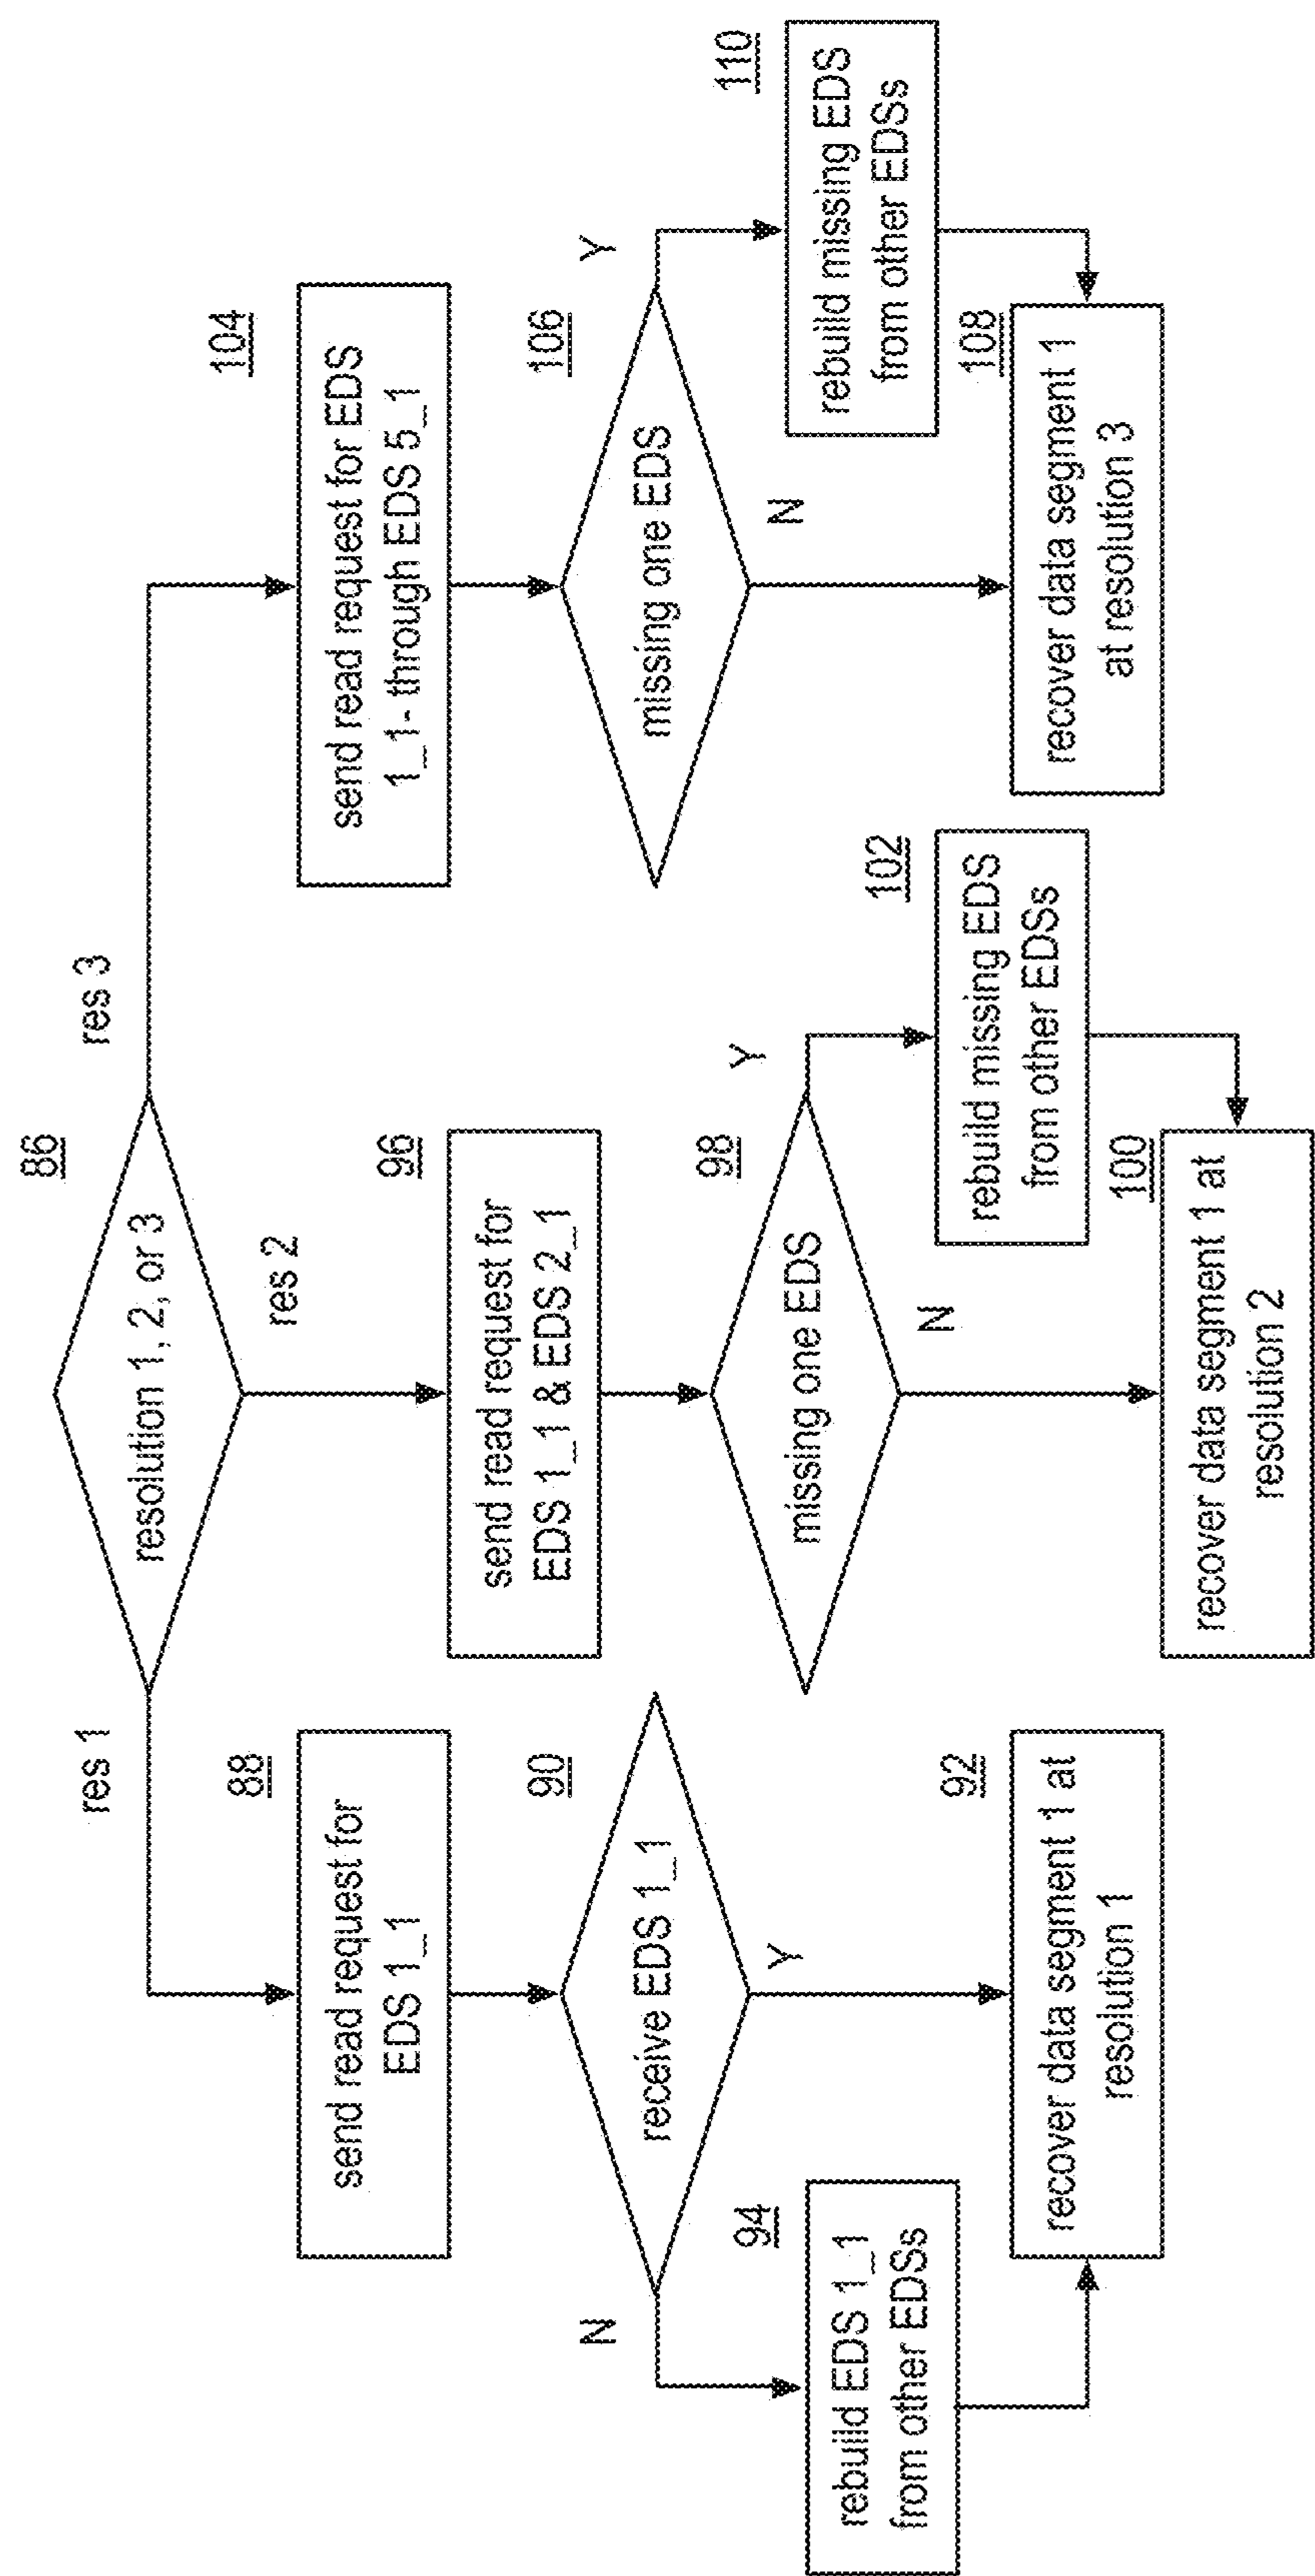 86
resolution 1, 2, or 3
res 1
res 2
res 3
88
send read request for
EDS 1_1
90
receive EDS 1_1
N
Y
94
rebuild EDS 1_1
from other EDSs
92
recover data segment 1 at
resolution 1
96
send read request for
EDS 1_1 & EDS 2_1
98
missing one EDS
Y
N
102
rebuild missing EDS
from other EDSs
100
recover data segment 1 at
resolution 2
104
send read request for EDS
1_1- through EDS 5_1
106
missing one EDS
Y
N
110
rebuild missing EDS
from other EDSs
108
recover data segment 1
at resolution 3